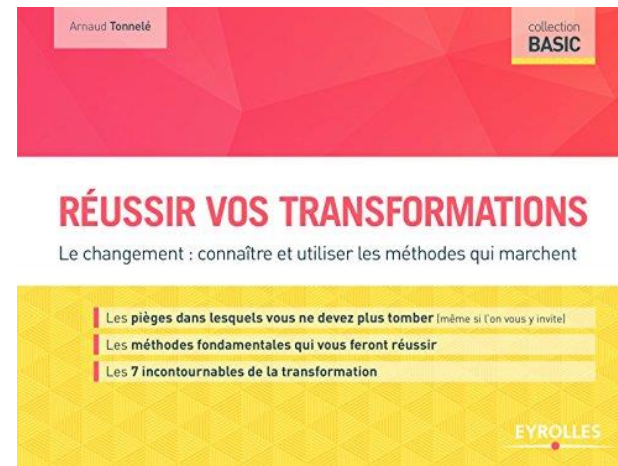 Arnaud Tonnelé
collection
BASIC
RÉUSSIR VOS TRANSFORMATIONS
Le changement : connaître et utiliser les méthodes qui marchent
Les pièges dans lesquels vous ne devez plus tomber (même si l'on vous y invite)
Les méthodes fondamentales qui vous feront réussir
Les 7 incontournables de la transformation
EYROLLES